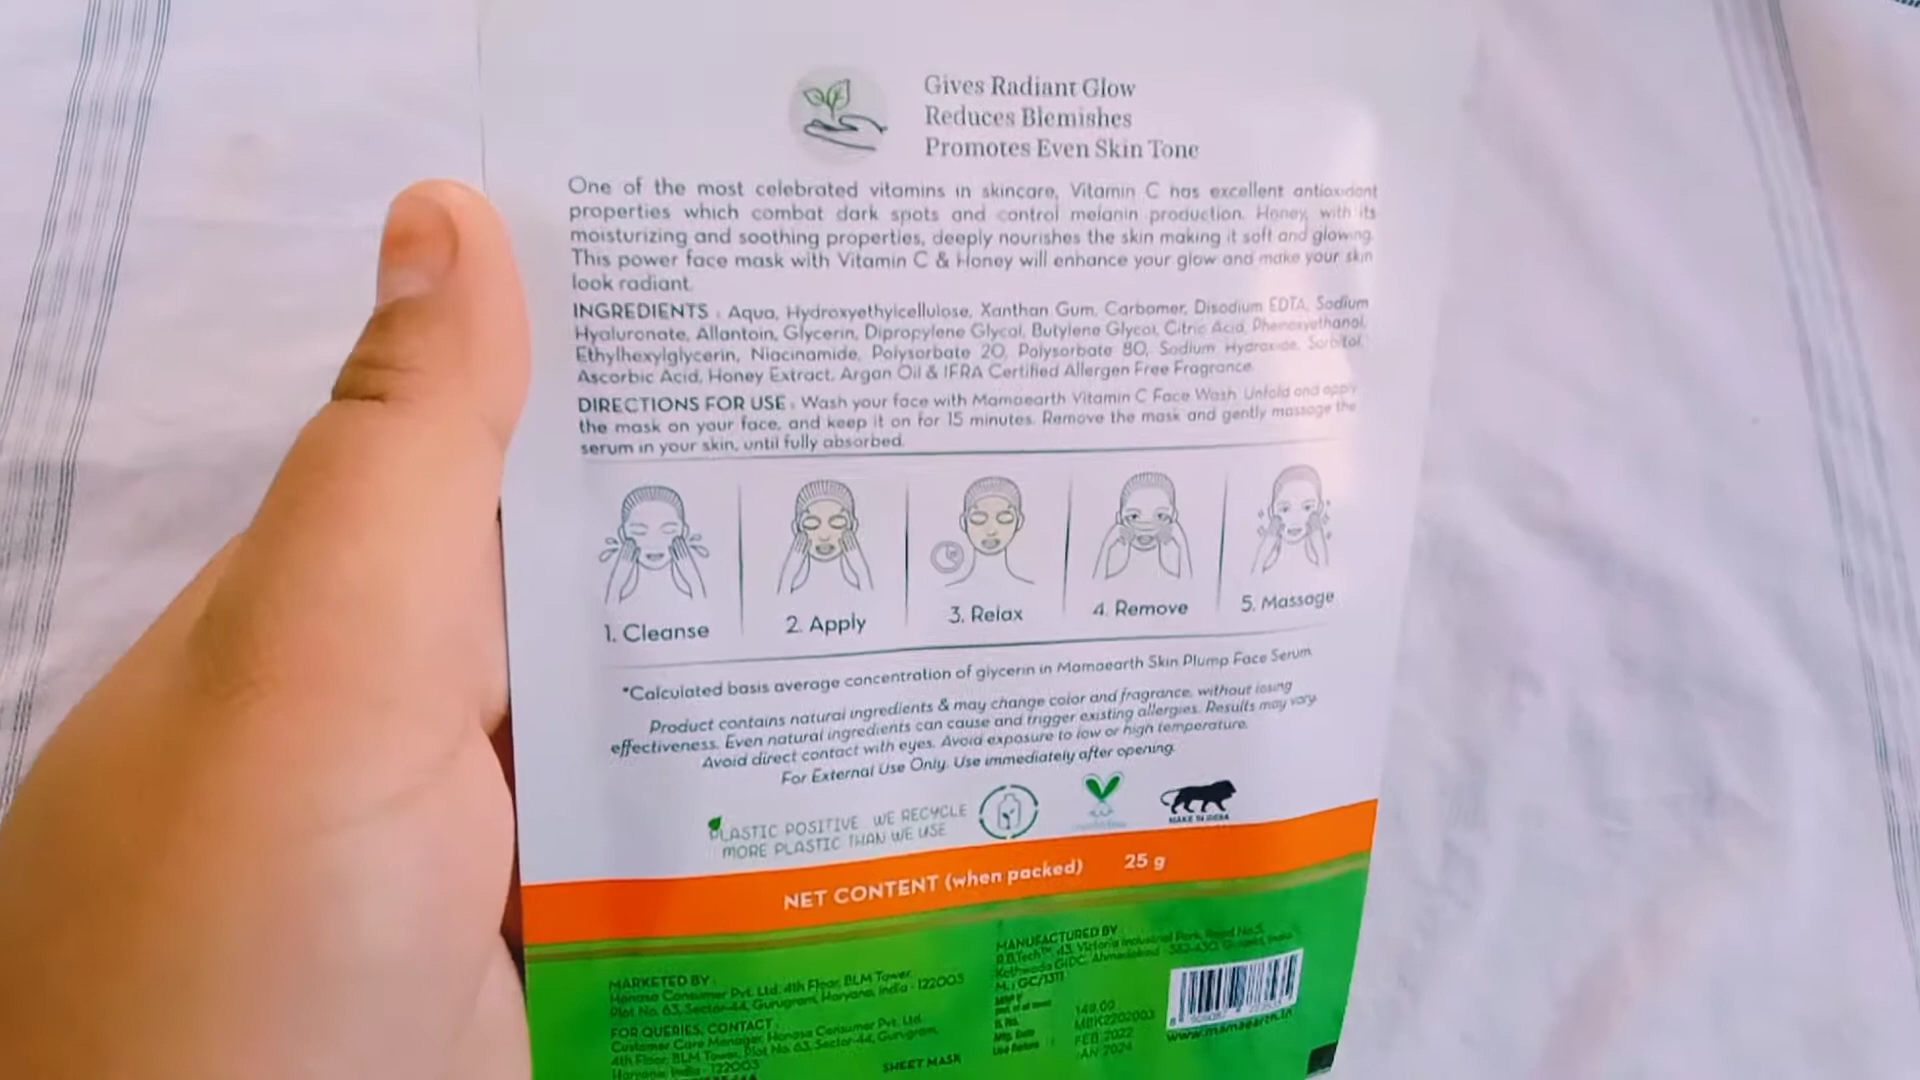 Gives Radiant Glow
Reduces Blemishes
Promotes Even Skin Tone
One of the most celebrated vitamins in skincare, Vitamin C has excellent antioxidant
properties which combat dark spots and control melanin production. Honey, with its
moisturizing and soothing properties, deeply nourishes the skin making it soft and glowing.
This power face mask with Vitamin C & Honey will enhance your glow and make your skin
look radiant.
INGREDIENTS : Aqua, Hydroxyethylcellulose, Xanthan Gum, Carbomer, Disodium EDTA, Sodium
Hyaluronate, Allantoin, Glycerin, Dipropylene Glycol, Butylene Glycol, Citric Acid, Phenoxyethanol,
Ethylhexylglycerin, Niacinamide, Polysorbate 20, Polysorbate 80, Sodium Hydroxide, Sorbitol,
Ascorbic Acid, Honey Extract, Argan Oil & IFRA Certified Allergen Free Fragrance.
DIRECTIONS FOR USE : Wash your face with Mamaearth Vitamin C Face Wash. Unfold and apply
the mask on your face, and keep it on for 15 minutes. Remove the mask and gently massage the
serum in your skin, until fully absorbed.
1. Cleanse
2. Apply
3. Relax
4. Remove
5. Massage
*Calculated basis average concentration of glycerin in Mamaearth Skin Plump Face Serum.
Product contains natural ingredients & may change color and fragrance, without losing
effectiveness. Even natural ingredients can cause and trigger existing allergies. Results may vary.
Avoid direct contact with eyes. Avoid exposure to low or high temperature.
For External Use Only. Use immediately after opening.
PLASTIC POSITIVE WE RECYCLE
MORE PLASTIC THAN WE USE
MAKE IN INDIA
NET CONTENT (when packed) 25 g
MARKETED BY :
Honasa Consumer Pvt. Ltd. 4th Floor, BLM Tower,
Plot No. 63, Sector-44, Gurugram, Haryana, India - 122003
FOR QUERIES, CONTACT :
Customer Care Manager, Honasa Consumer Pvt. Ltd.
4th Floor, BLM Tower, Plot No. 63, Sector-44, Gurugram,
Haryana, India - 122003
SHEET MASK
MANUFACTURED BY :
Victoria Industrial Park, Road No.
Kathwada GIDC, Ahmedabad - 382430, Gujarat, India
M. GC/1311
149.00
MBK2202003
FEB 2022
JAN 2024
www.mamaearth.in